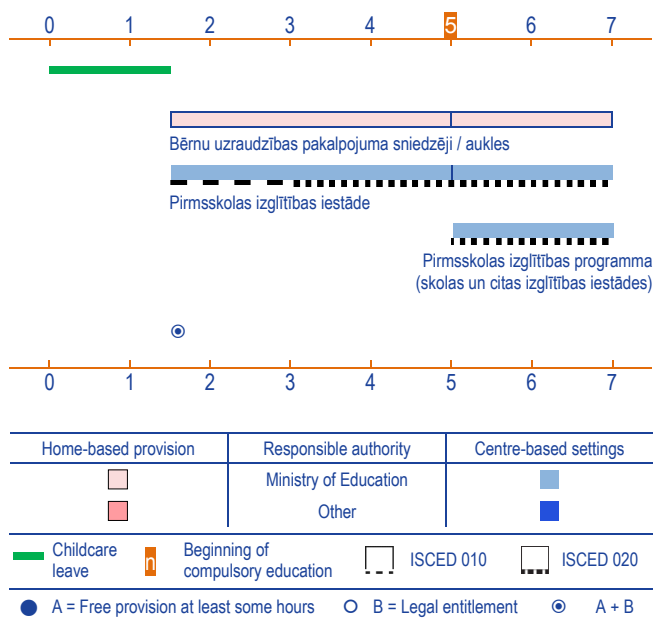 0 1 2 3 4 5 6 7
Bērnu uzraudzības pakalpojuma sniedzēji / aukles
Pirmsskolas izglītības iestāde
Pirmsskolas izglītības programma
(skolas un citas izglītības iestādes)
0 1 2 3 4 5 6 7
Home-based provision Responsible authority Centre-based settings
Ministry of Education
Other
Childcare leave
n
Beginning of compulsory education
ISCED 010
ISCED 020
A = Free provision at least some hours B = Legal entitlement A + B